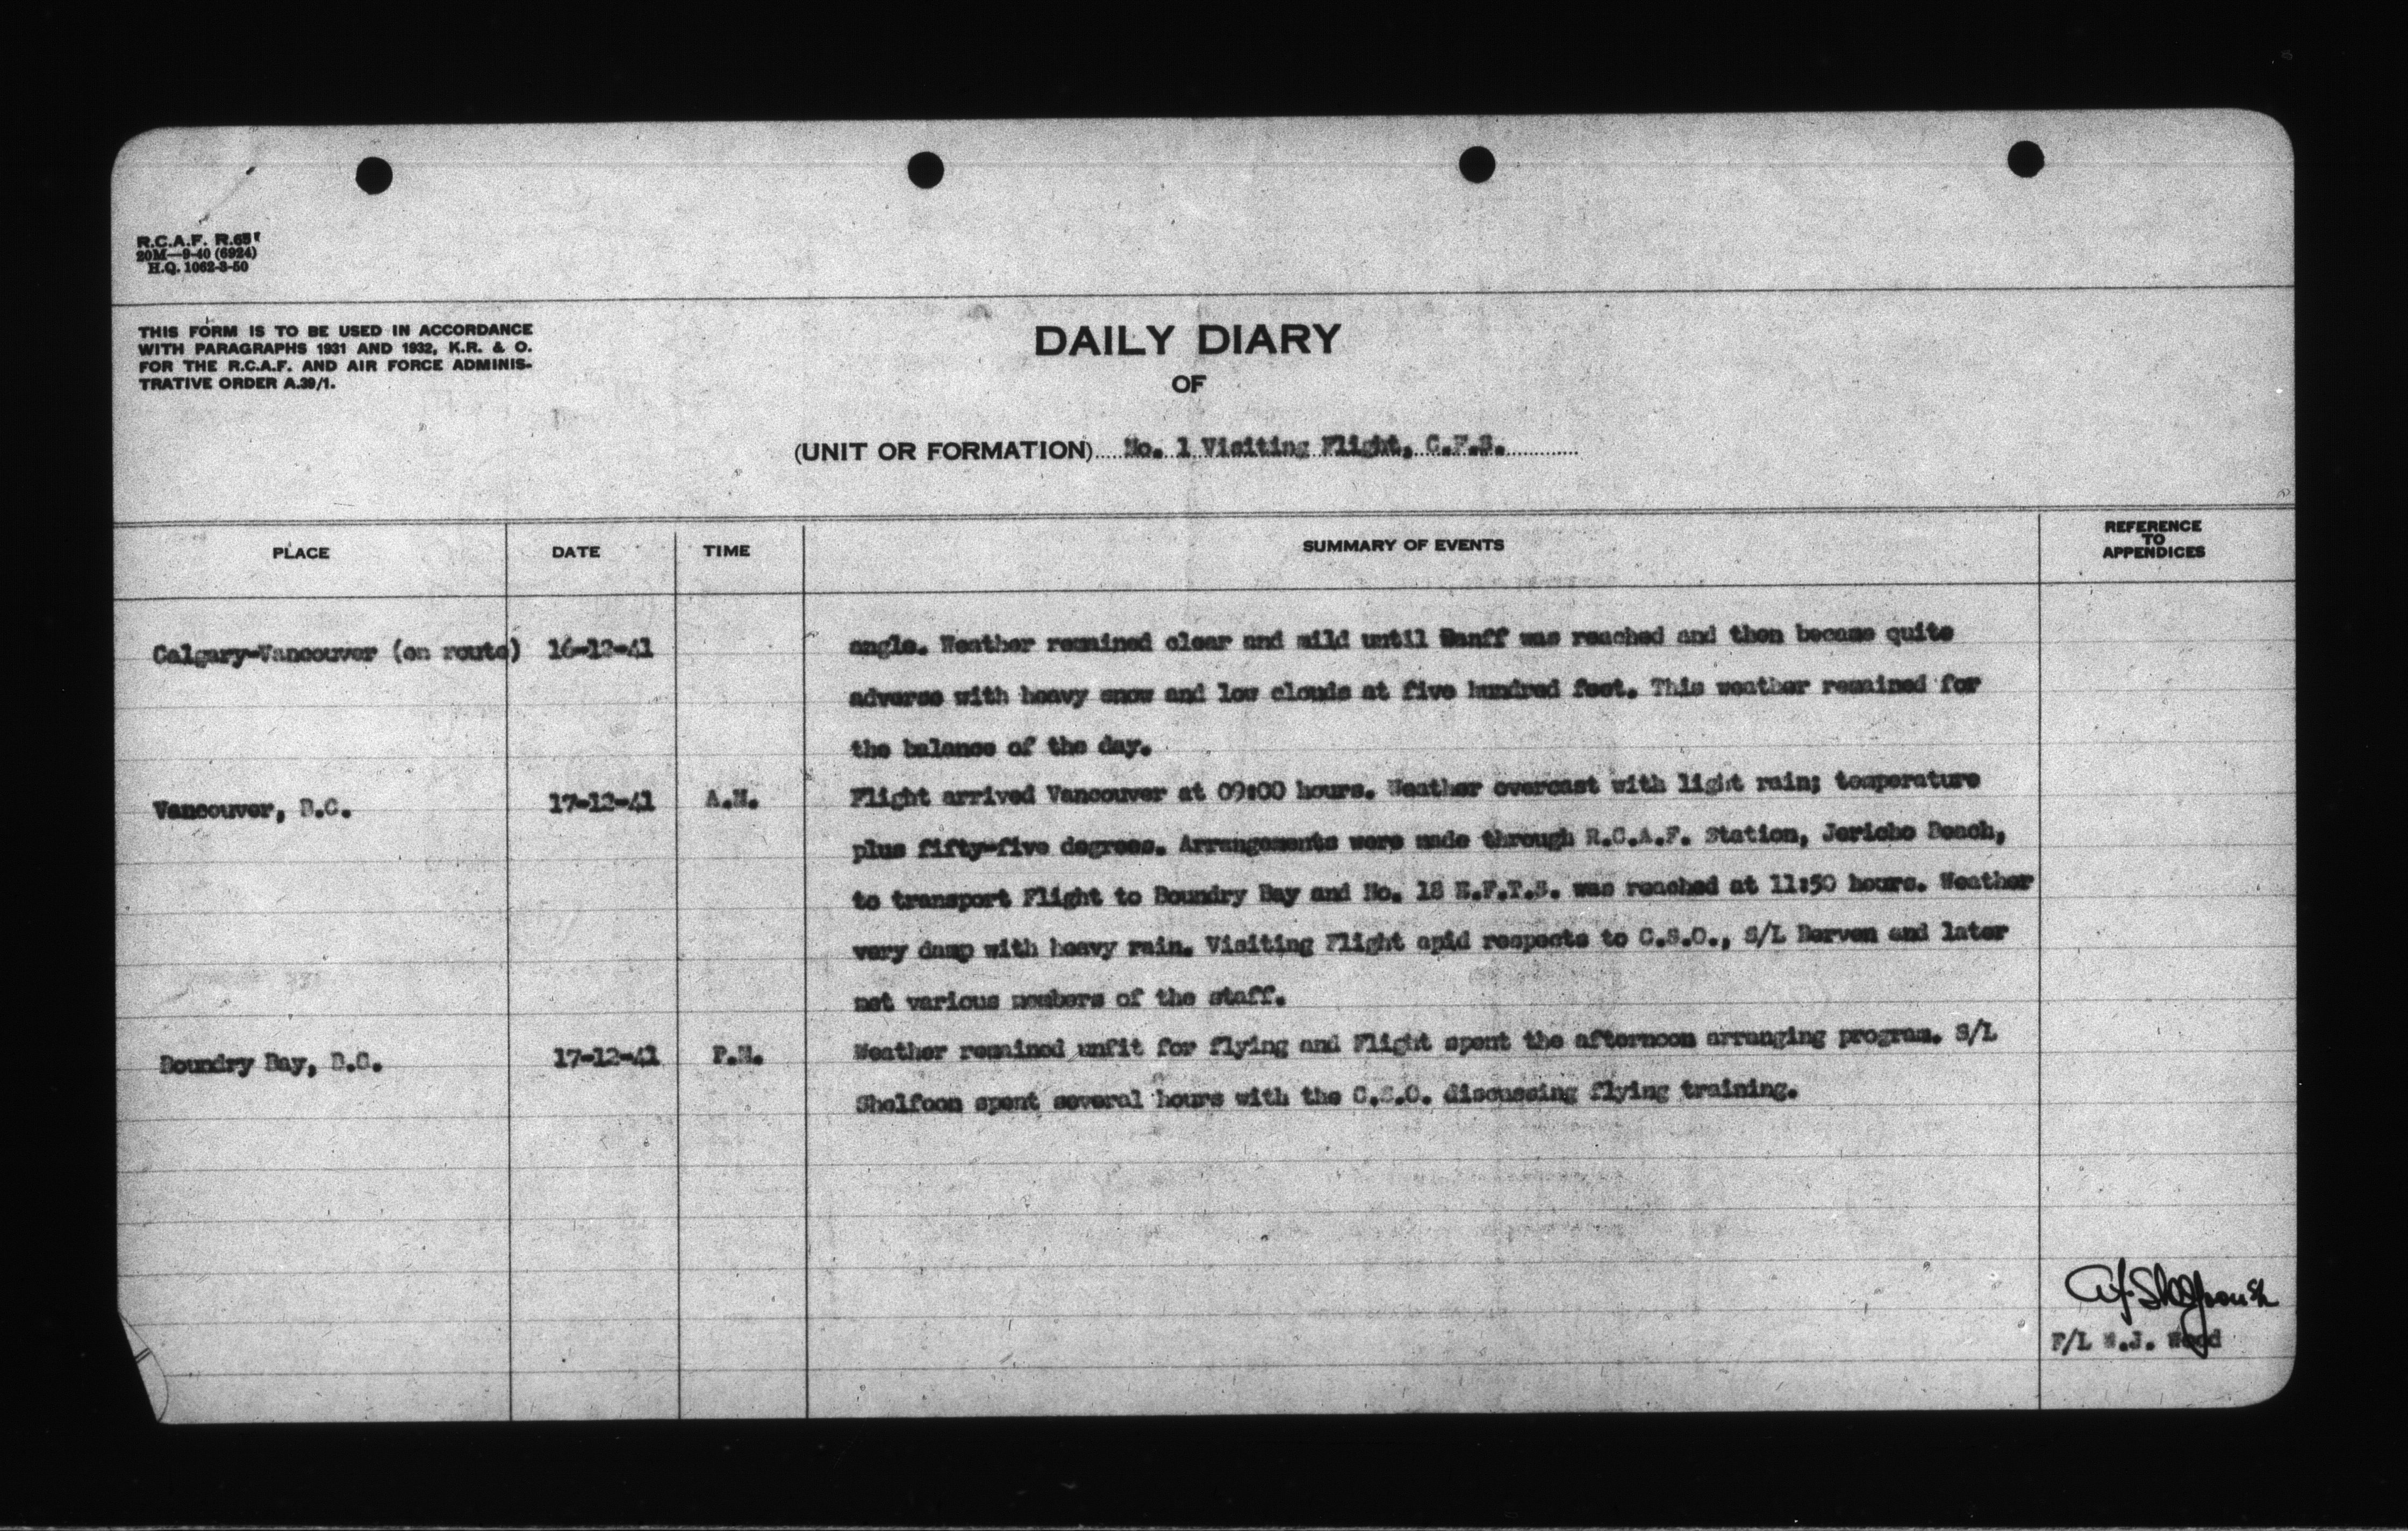 R.C.A.F. R.65
20M—9-40 (6924)
H.Q. 1062-3-50
THIS FORM IS TO BE USED IN ACCORDANCE
WITH PARAGRAPHS 1931 AND 1932, K.R. & O.
FOR THE R.C.A.F. AND AIR FORCE ADMINIS-
TRATIVE ORDER A.39/1.
DAILY DIARY
OF
(UNIT OR FORMATION) No. 1 Visiting Flight, C.F.S.
PLACE DATE TIME SUMMARY OF EVENTS REFERENCE TO APPENDICES
Calgary-Vancouver (en route) 16-12-41 angle. Weather remained clear and mild until Banff was reached and then became quite
adverse with heavy snow and low clouds at five hundred feet. This weather remained for
the balance of the day.
Vancouver, B.C. 17-12-41 A.M. Flight arrived Vancouver at 09:00 hours. Weather overcast with light rain; temperature
plus fifty-five degrees. Arrangements were made through R.C.A.F. Station, Jericho Beach,
to transport Flight to Boundry Bay and No. 18 E.F.T.S. was reached at 11:50 hours. Weather
very damp with heavy rain. Visiting Flight apid respects to C.S.O., S/L Berven and later
met various members of the staff.
Boundry Bay, B.C. 17-12-41 P.M. Weather remained unfit for flying and Flight spent the afternoon arranging program. S/L
Shelfoon spent several hours with the C.S.O. discussing flying training.
A.J. Shelfoon S/L
F/L W.J. Wood